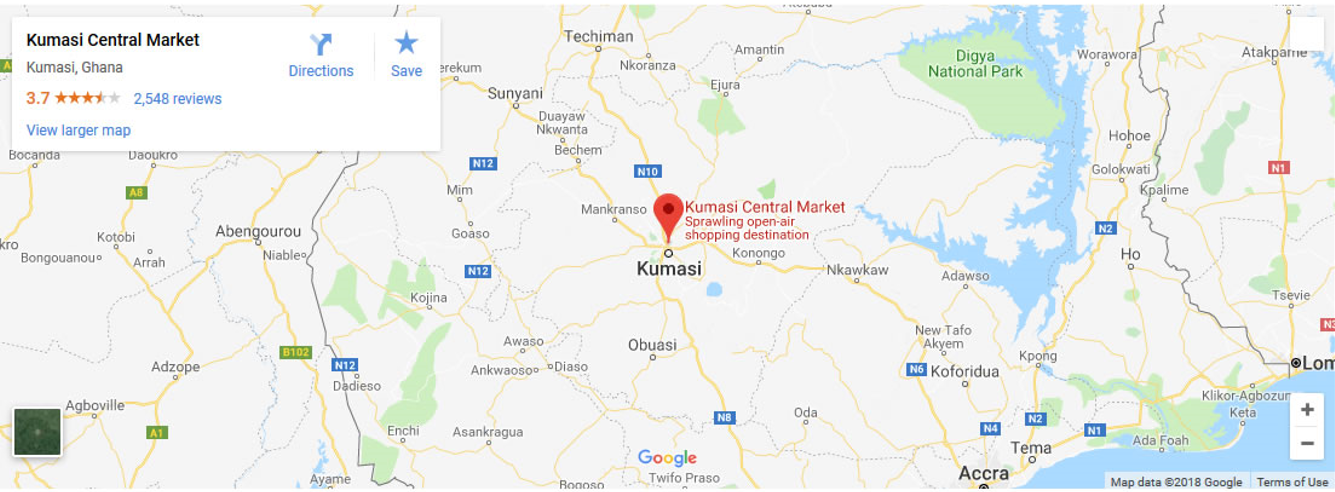 Kumasi Central Market
Kumasi, Ghana
3.7
2,548 reviews
View larger map
Directions
Save
Techiman
Nkoranza
Amantin
Ejura
Digya
National Park
Worawora
Atakpame
Sunyani
Duayaw
Nkwanta
Bechem
Hohoe
Golokwati
Kpalime
Bocanda
Daoukro
N12
N10
N1
A8
Mim
Mankranso
Kumasi Central Market
Sprawling open-air
shopping destination
Goaso
Kotobi
Abengourou
Bongouanou
Arrah
Niable
Kumasi
Konongo
N2
Ho
N12
Nkawkaw
Adawso
Kojina
Tsevie
Obuasi
Awaso
New Tafo
Akyem
Kpong
B102
N12
Adzope
Ankwaoso
Diaso
N6
Koforidua
Dadieso
Agboville
Klikor-Agbozu
Keta
A1
Enchi
Asankragua
N8
Oda
N4
N2
N1
Ada Foah
Tema
Accra
Google
Ayame
Bogoso
Twifo Praso
+
−
Map data ©2018 Google
Terms of Use